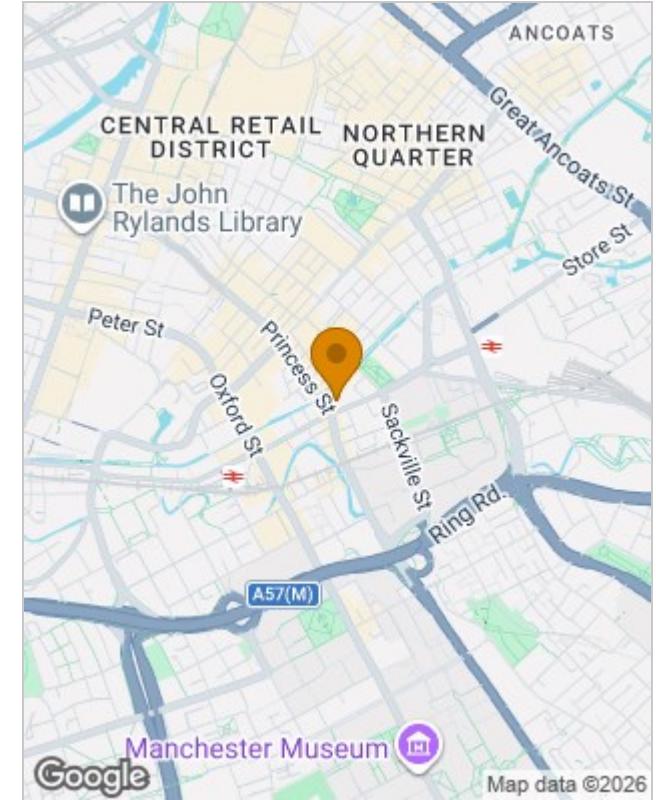 ANCOATS
Great Ancoats St
CENTRAL RETAIL
DISTRICT
NORTHERN
QUARTER
The John
Rylands Library
Store St
Peter St
Princess St
Oxford St
Sackville St
Ring Rd
A57(M)
Manchester Museum
Google
Map data ©2026